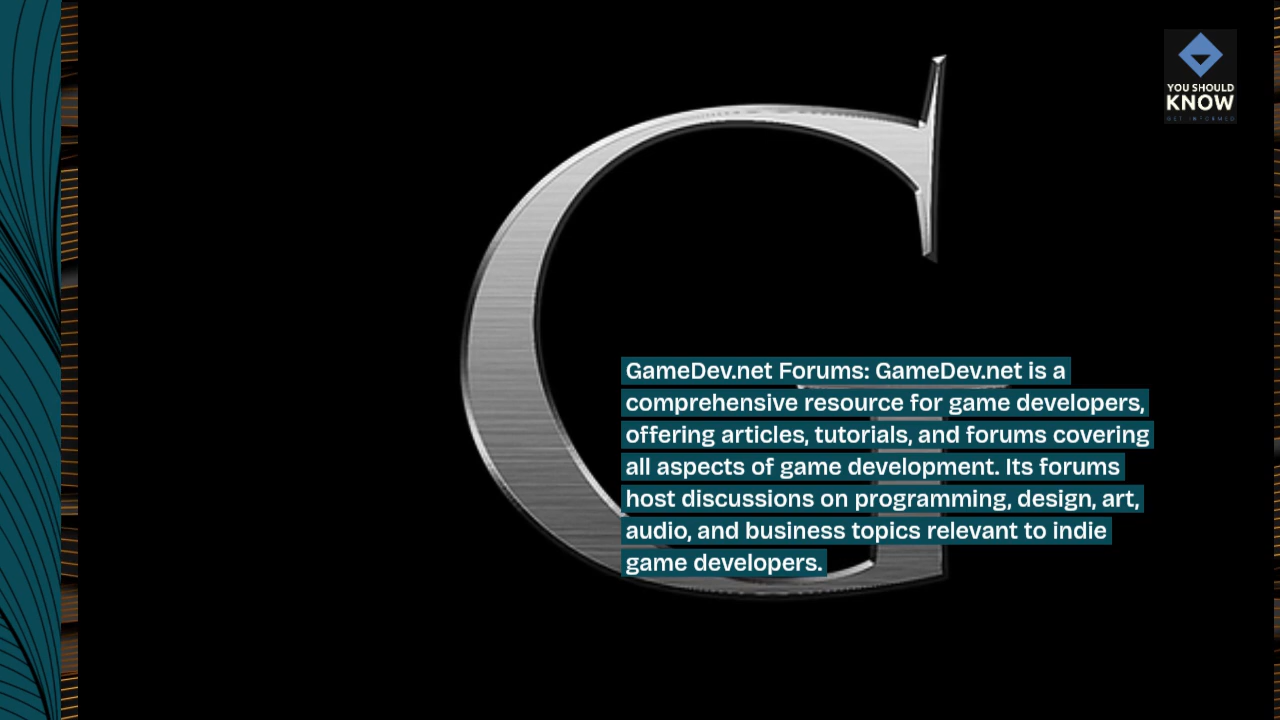 YOU SHOULD
KNOW
GET INFORMED
G
GameDev.net Forums: GameDev.net is a
comprehensive resource for game developers,
offering articles, tutorials, and forums covering
all aspects of game development. Its forums
host discussions on programming, design, art,
audio, and business topics relevant to indie
game developers.